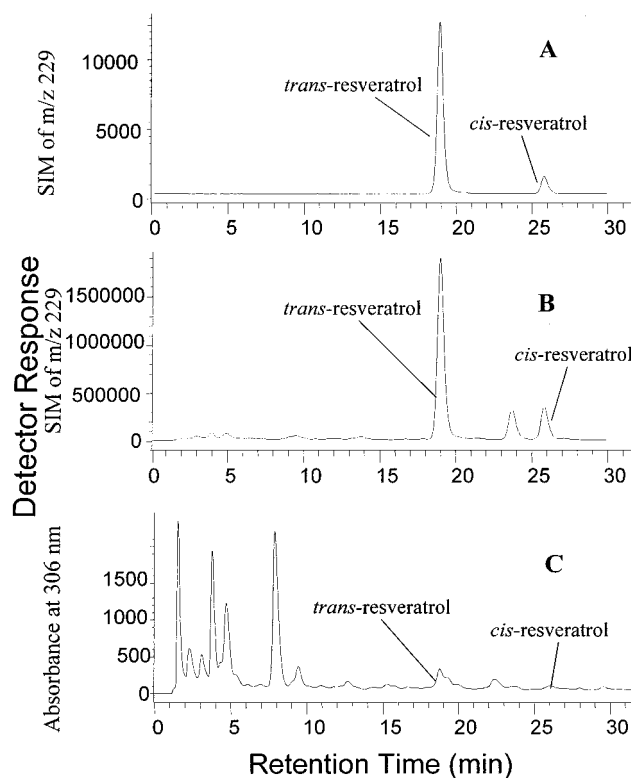 Detector Response
SIM of m/z 229
10000
5000
0
A
trans-resveratrol
cis-resveratrol
0 5 10 15 20 25 30
SIM of m/z 229
1500000
1000000
500000
0
B
trans-resveratrol
cis-resveratrol
0 5 10 15 20 25 30
Absorbance at 306 nm
1500
1000
500
0
C
trans-resveratrol
cis-resveratrol
0 5 10 15 20 25 30
Retention Time (min)